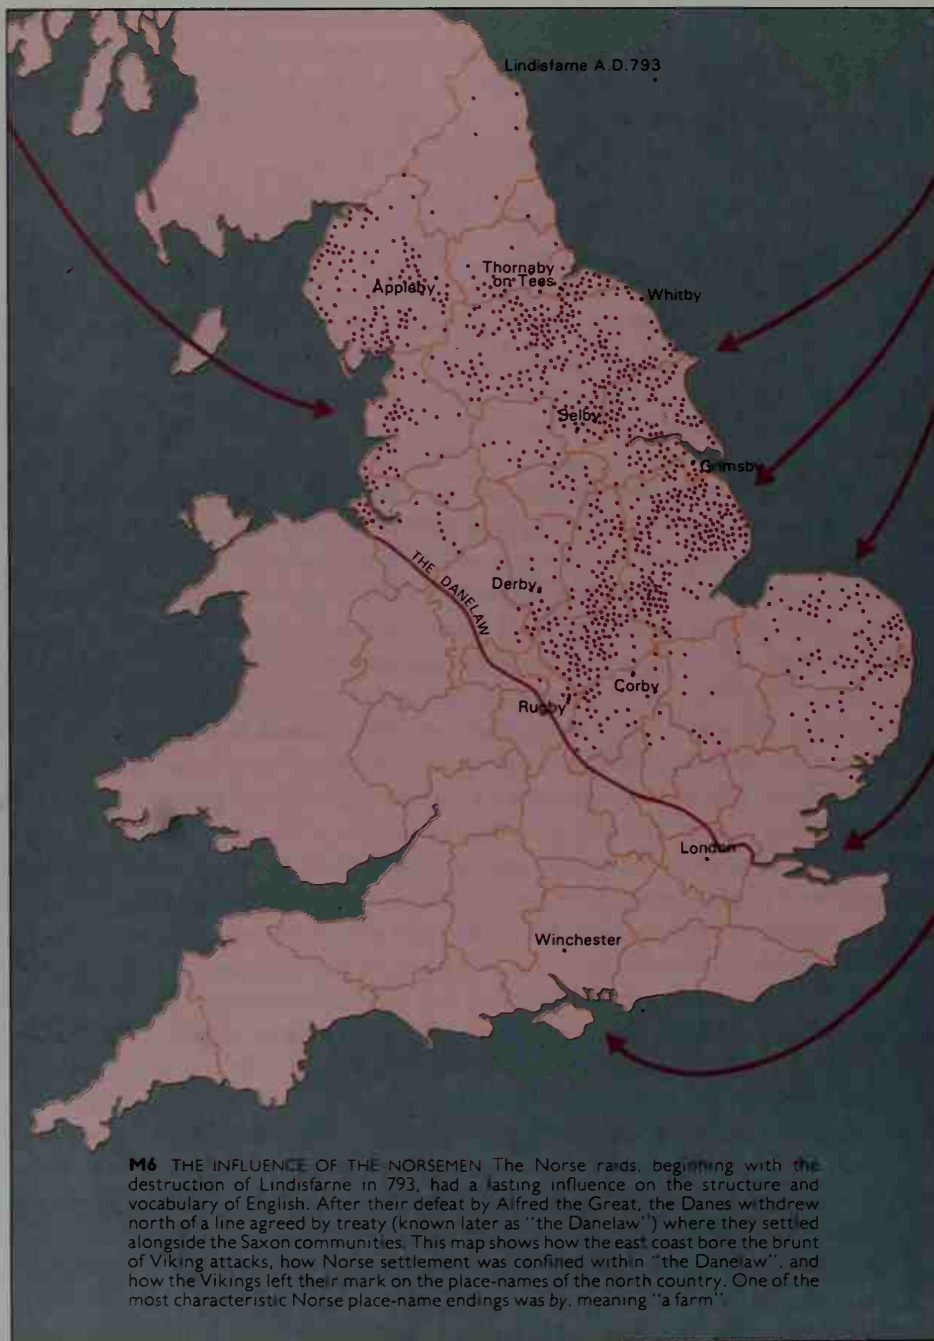 Lindisfarne A.D.793
Appleby
Thornaby
on Tees
Whitby
Selby
Grimsby
THE DANELAW
Derby
Corby
Rugby
London
Winchester
M6 THE INFLUENCE OF THE NORSEMEN The Norse raids, beginning with the
destruction of Lindisfarne in 793, had a lasting influence on the structure and
vocabulary of English. After their defeat by Alfred the Great, the Danes withdrew
north of a line agreed by treaty (known later as "the Danelaw") where they settled
alongside the Saxon communities. This map shows how the east coast bore the brunt
of Viking attacks, how Norse settlement was confined within "the Danelaw", and
how the Vikings left their mark on the place-names of the north country. One of the
most characteristic Norse place-name endings was by, meaning "a farm".